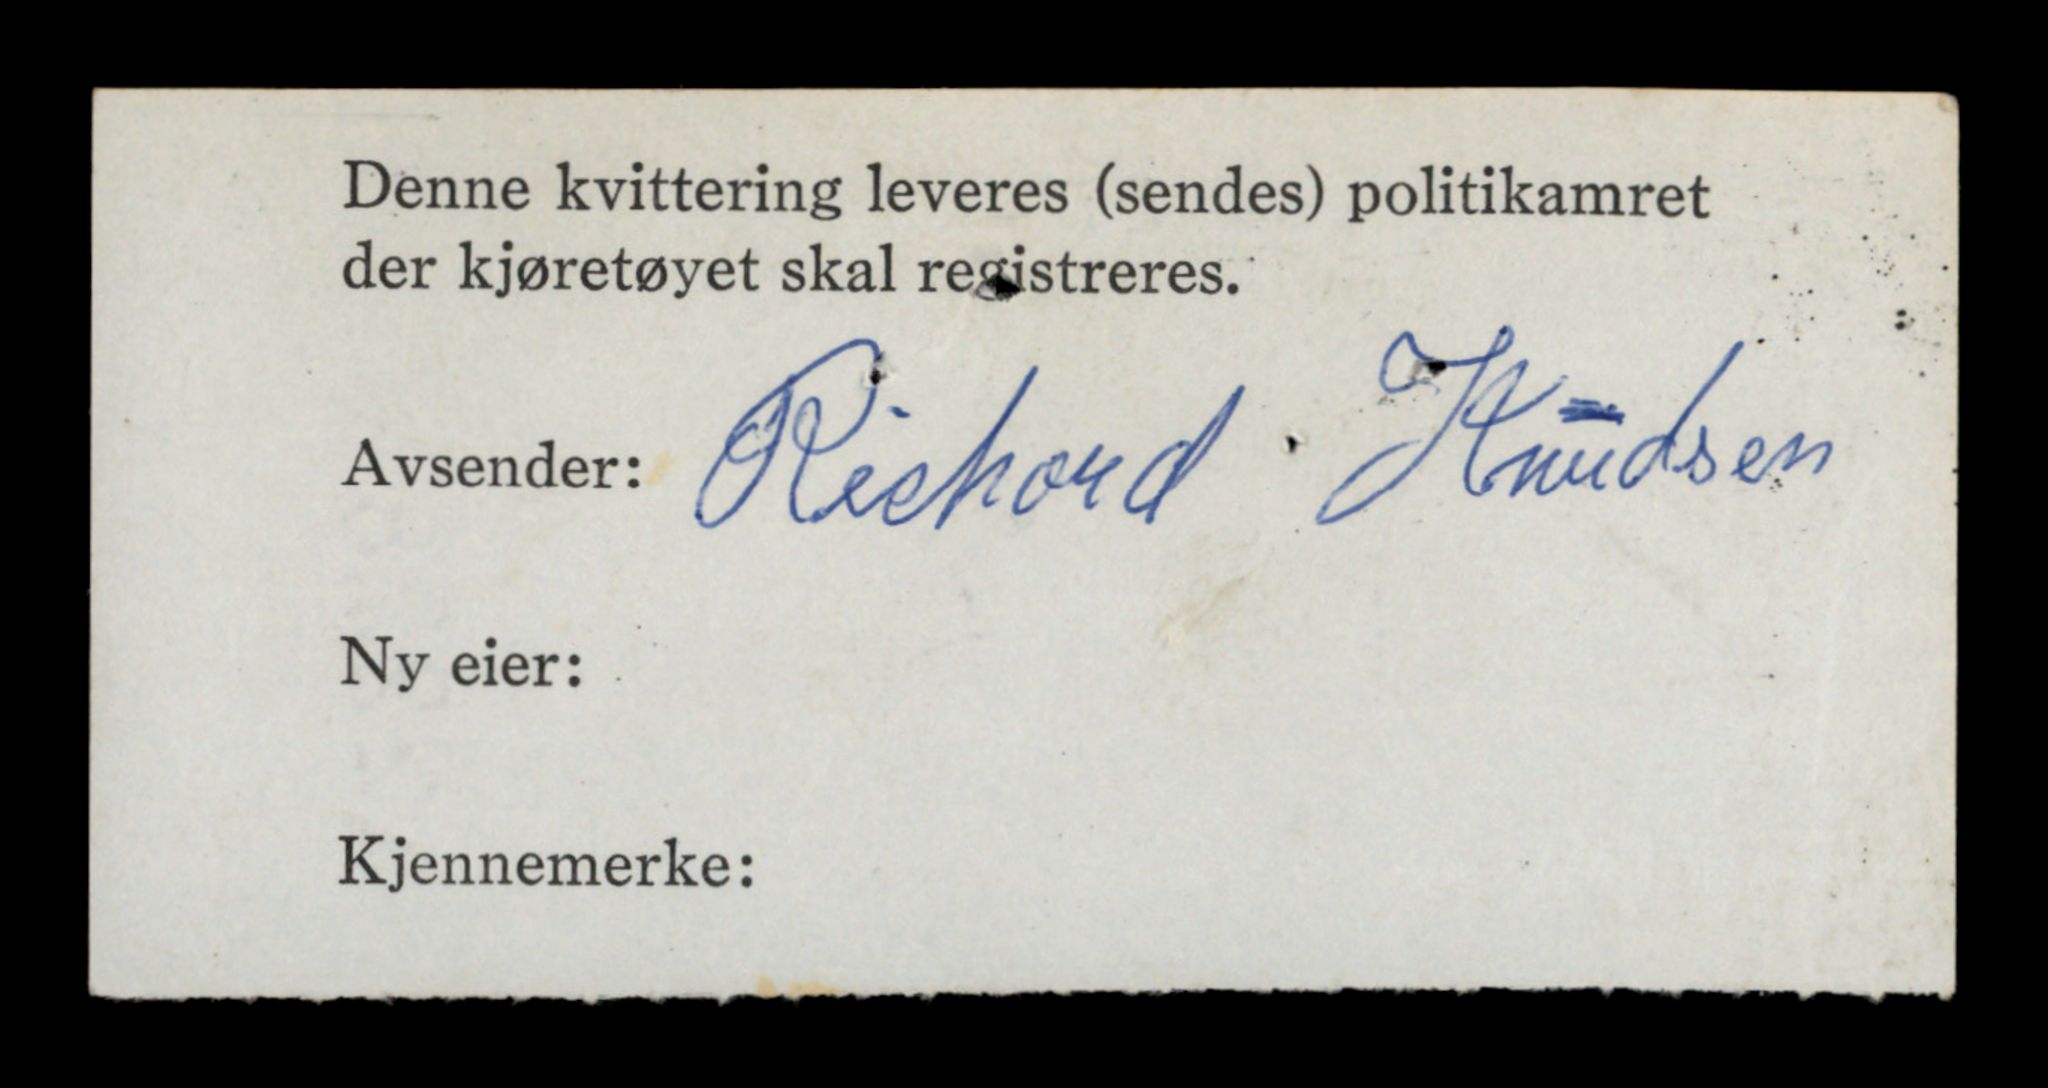 Denne kvittering leveres (sendes) politikamret
der kjøretøyet skal registreres.
Avsender: Richard Knudsen
Ny eier:
Kjennemerke: